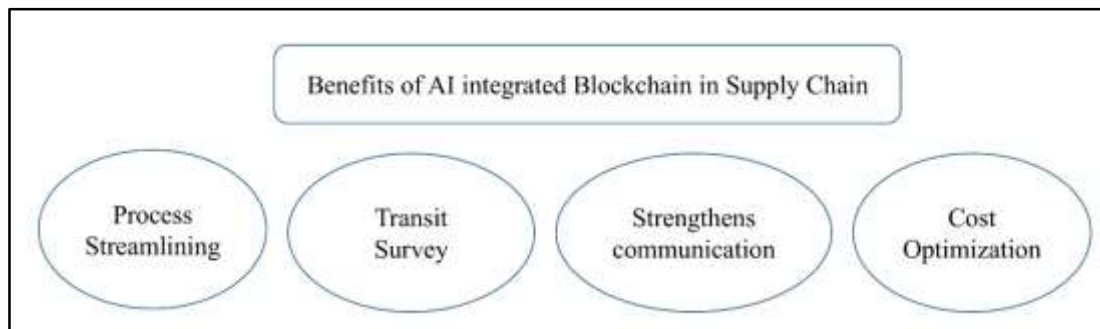 Benefits of AI integrated Blockchain in Supply Chain
Process
Streamlining
Transit
Survey
Strengthens
communication
Cost
Optimization